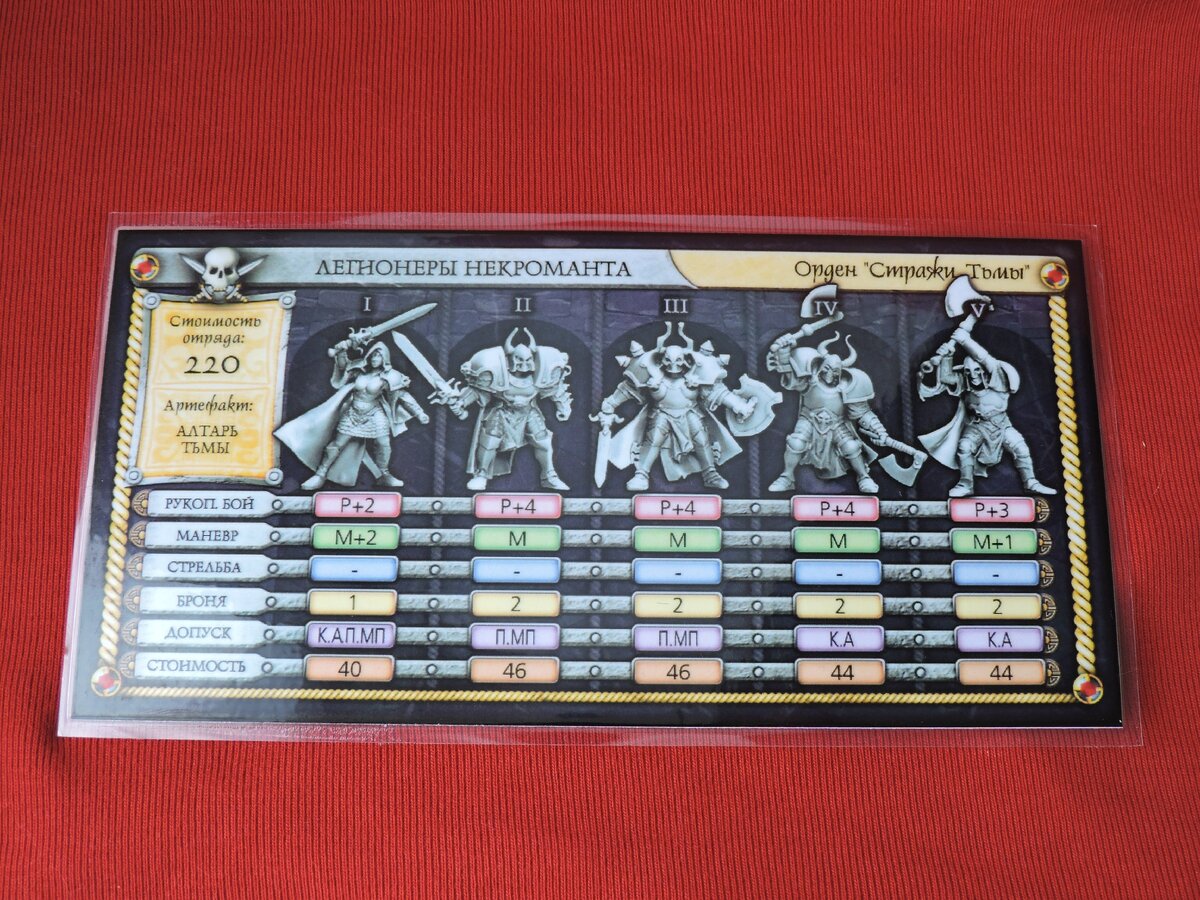 ЛЕГИОНЕРЫ НЕКРОМАНТА
Орден "Стражи Тьмы"
Стоимость
отряда:
220
Артефакт:
АЛТАРЬ
ТЬМЫ
I II III IV V
РУКОП. БОЙ Р+2 Р+4 Р+4 Р+4 Р+3
МАНЕВР М+2 М М М М+1
СТРЕЛЬБА - - - - -
БРОНЯ 1 2 2 2 2
ДОПУСК К.А.П.МП П.МП П.МП К.А К.А
СТОИМОСТЬ 40 46 46 44 44